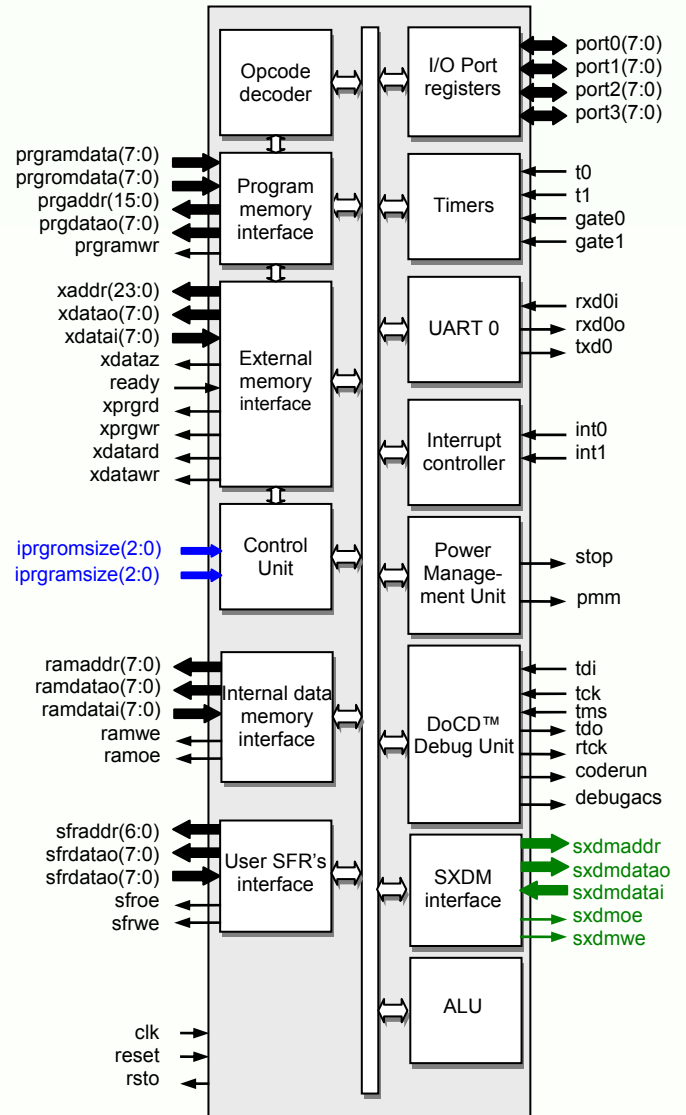 Opcode
decoder
I/O Port
registers
port0(7:0)
port1(7:0)
port2(7:0)
port3(7:0)
prgramdata(7:0)
prgromdata(7:0)
prgaddr(15:0)
prgdatao(7:0)
prgramwr
Program
memory
interface
Timers
t0
t1
gate0
gate1
xaddr(23:0)
xdatao(7:0)
xdatai(7:0)
xdataz
ready
xprgrd
xprgwr
xdatard
xdatawr
External
memory
interface
UART 0
rxd0i
rxd0o
txd0
Interrupt
controller
int0
int1
iprgromsize(2:0)
iprgramsize(2:0)
Control
Unit
Power
Manage-
ment Unit
stop
pmm
ramaddr(7:0)
ramdatao(7:0)
ramdatai(7:0)
ramwe
ramoe
Internal data
memory
interface
DoCD™
Debug Unit
tdi
tck
tms
tdo
rtck
coderun
debugacs
sfraddr(6:0)
sfrdatao(7:0)
sfrdatao(7:0)
sfroe
sfrwe
User SFR's
interface
SXDM
interface
sxdmaddr
sxdmdatao
sxdmdatai
sxdmoe
sxdmwe
ALU
clk
reset
rsto